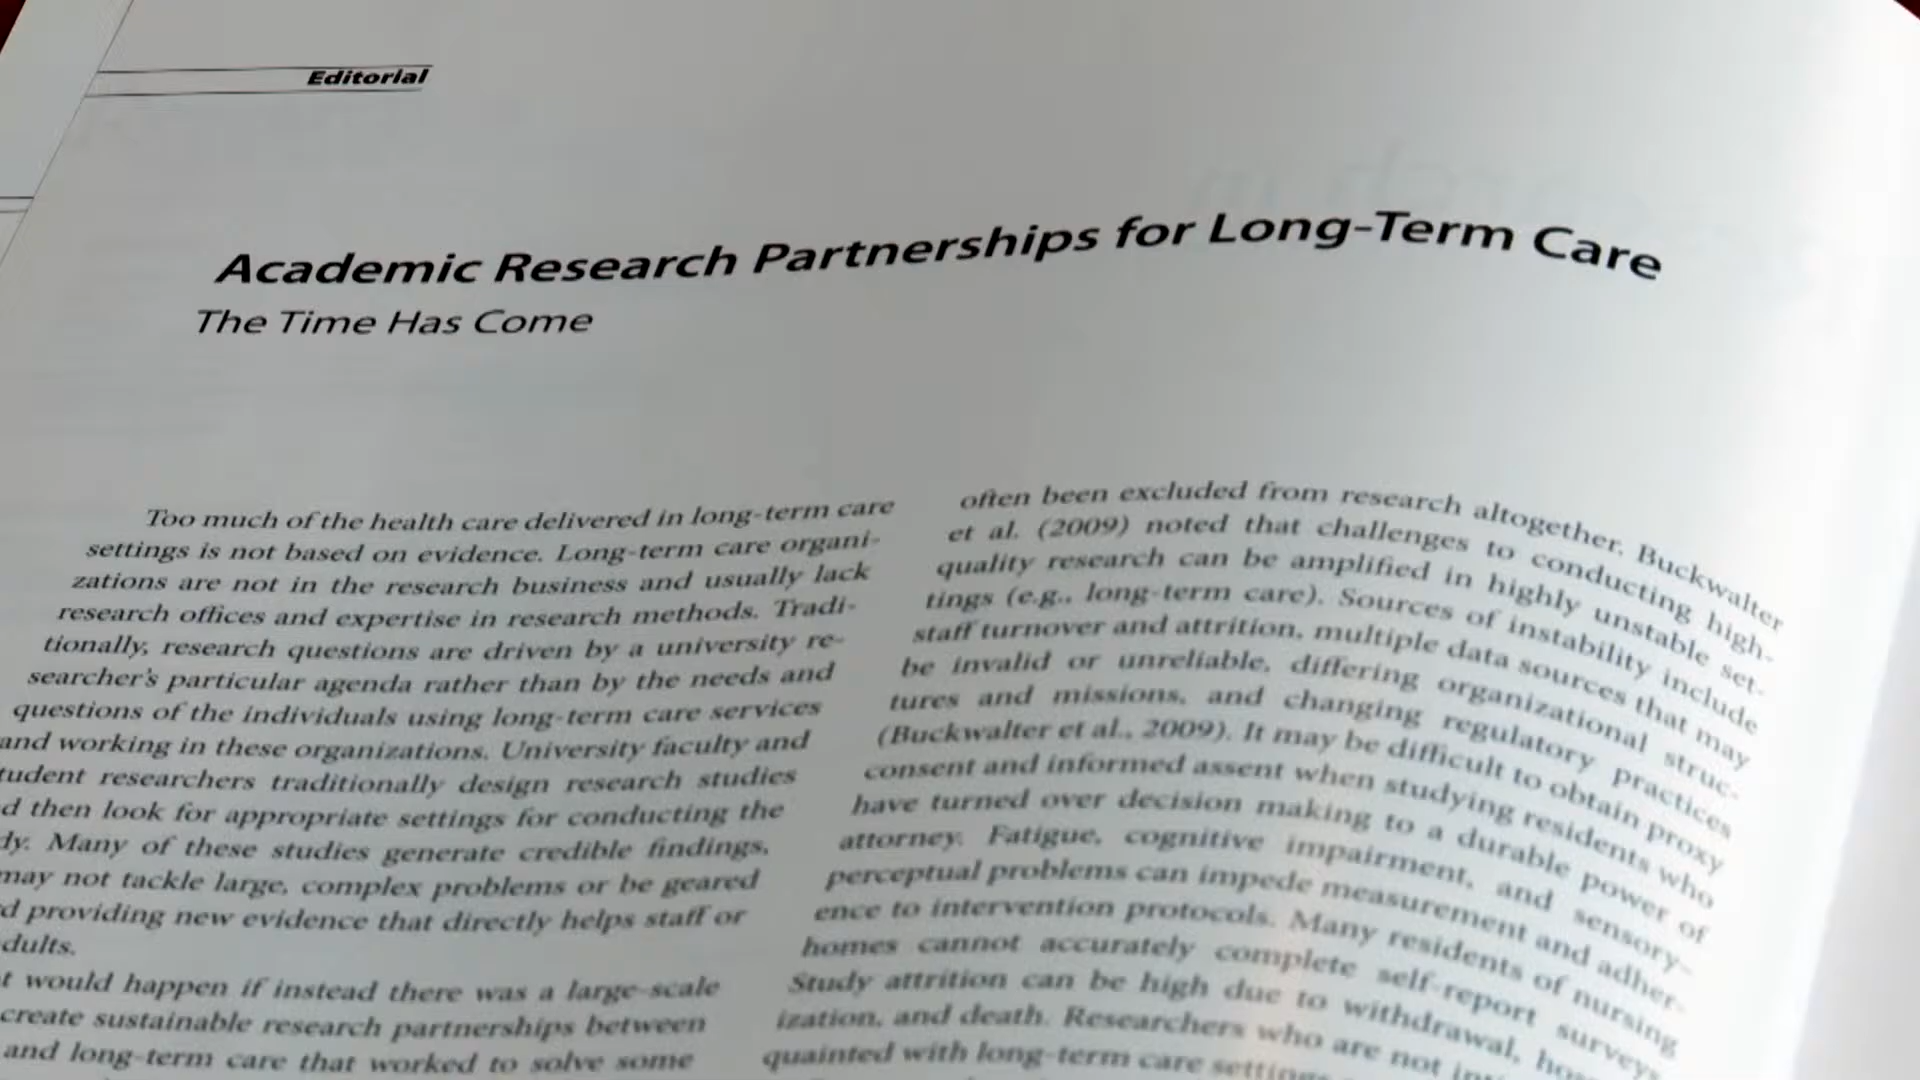 Editorial
Academic Research Partnerships for Long-Term Care
The Time Has Come
Too much of the health care delivered in long-term care
settings is not based on evidence. Long-term care organi-
zations are not in the research business and usually lack
research offices and expertise in research methods. Tradi-
tionally, research questions are driven by a university re-
searcher's particular agenda rather than by the needs and
questions of the individuals using long-term care services
and working in these organizations. University faculty and
tudent researchers traditionally design research studies
d then look for appropriate settings for conducting the
dy. Many of these studies generate credible findings,
may not tackle large, complex problems or be geared
d providing new evidence that directly helps staff or
dults.
t would happen if instead there was a large-scale
create sustainable research partnerships between
and long-term care that worked to solve some
often been excluded from research altogether. Buckwalter
et al. (2009) noted that challenges to conducting high-
quality research can be amplified in highly unstable set-
tings (e.g., long-term care). Sources of instability include
staff turnover and attrition, multiple data sources that may
be invalid or unreliable, differing organizational struc-
tures and missions, and changing regulatory practices
(Buckwalter et al., 2009). It may be difficult to obtain proxy
consent and informed assent when studying residents who
have turned over decision making to a durable power of
attorney. Fatigue, cognitive impairment, and sensory-
perceptual problems can impede measurement and adher-
ence to intervention protocols. Many residents of nursing
homes cannot accurately complete self-report surveys.
Study attrition can be high due to withdrawal, hos
ization, and death. Researchers who are not
quainted with long-term care settings